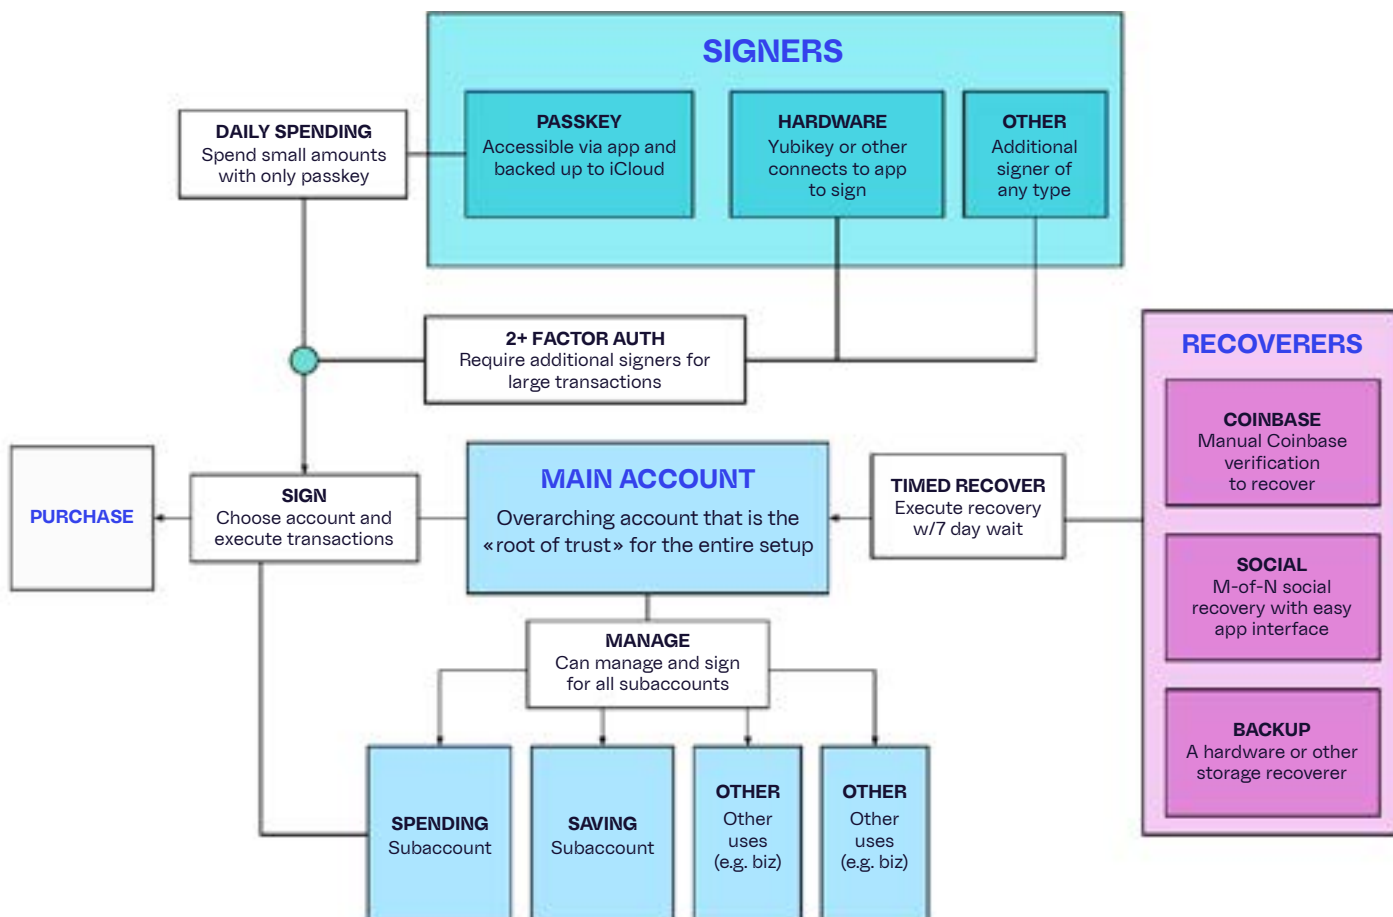 SIGNERS
DAILY SPENDING
Spend small amounts
with only passkey
PASSKEY
Accessible via app and
backed up to iCloud
HARDWARE
Yubikey or other
connects to app
to sign
OTHER
Additional
signer of
any type
2+ FACTOR AUTH
Require additional signers for
large transactions
RECOVERERS
COINBASE
Manual Coinbase
verification
to recover
SOCIAL
M-of-N social
recovery with easy
app interface
BACKUP
A hardware or other
storage recoverer
PURCHASE
SIGN
Choose account and
execute transactions
MAIN ACCOUNT
Overarching account that is the
«root of trust» for the entire setup
TIMED RECOVER
Execute recovery
w/7 day wait
MANAGE
Can manage and sign
for all subaccounts
SPENDING
Subaccount
SAVING
Subaccount
OTHER
Other
uses
(e.g. biz)
OTHER
Other
uses
(e.g. biz)